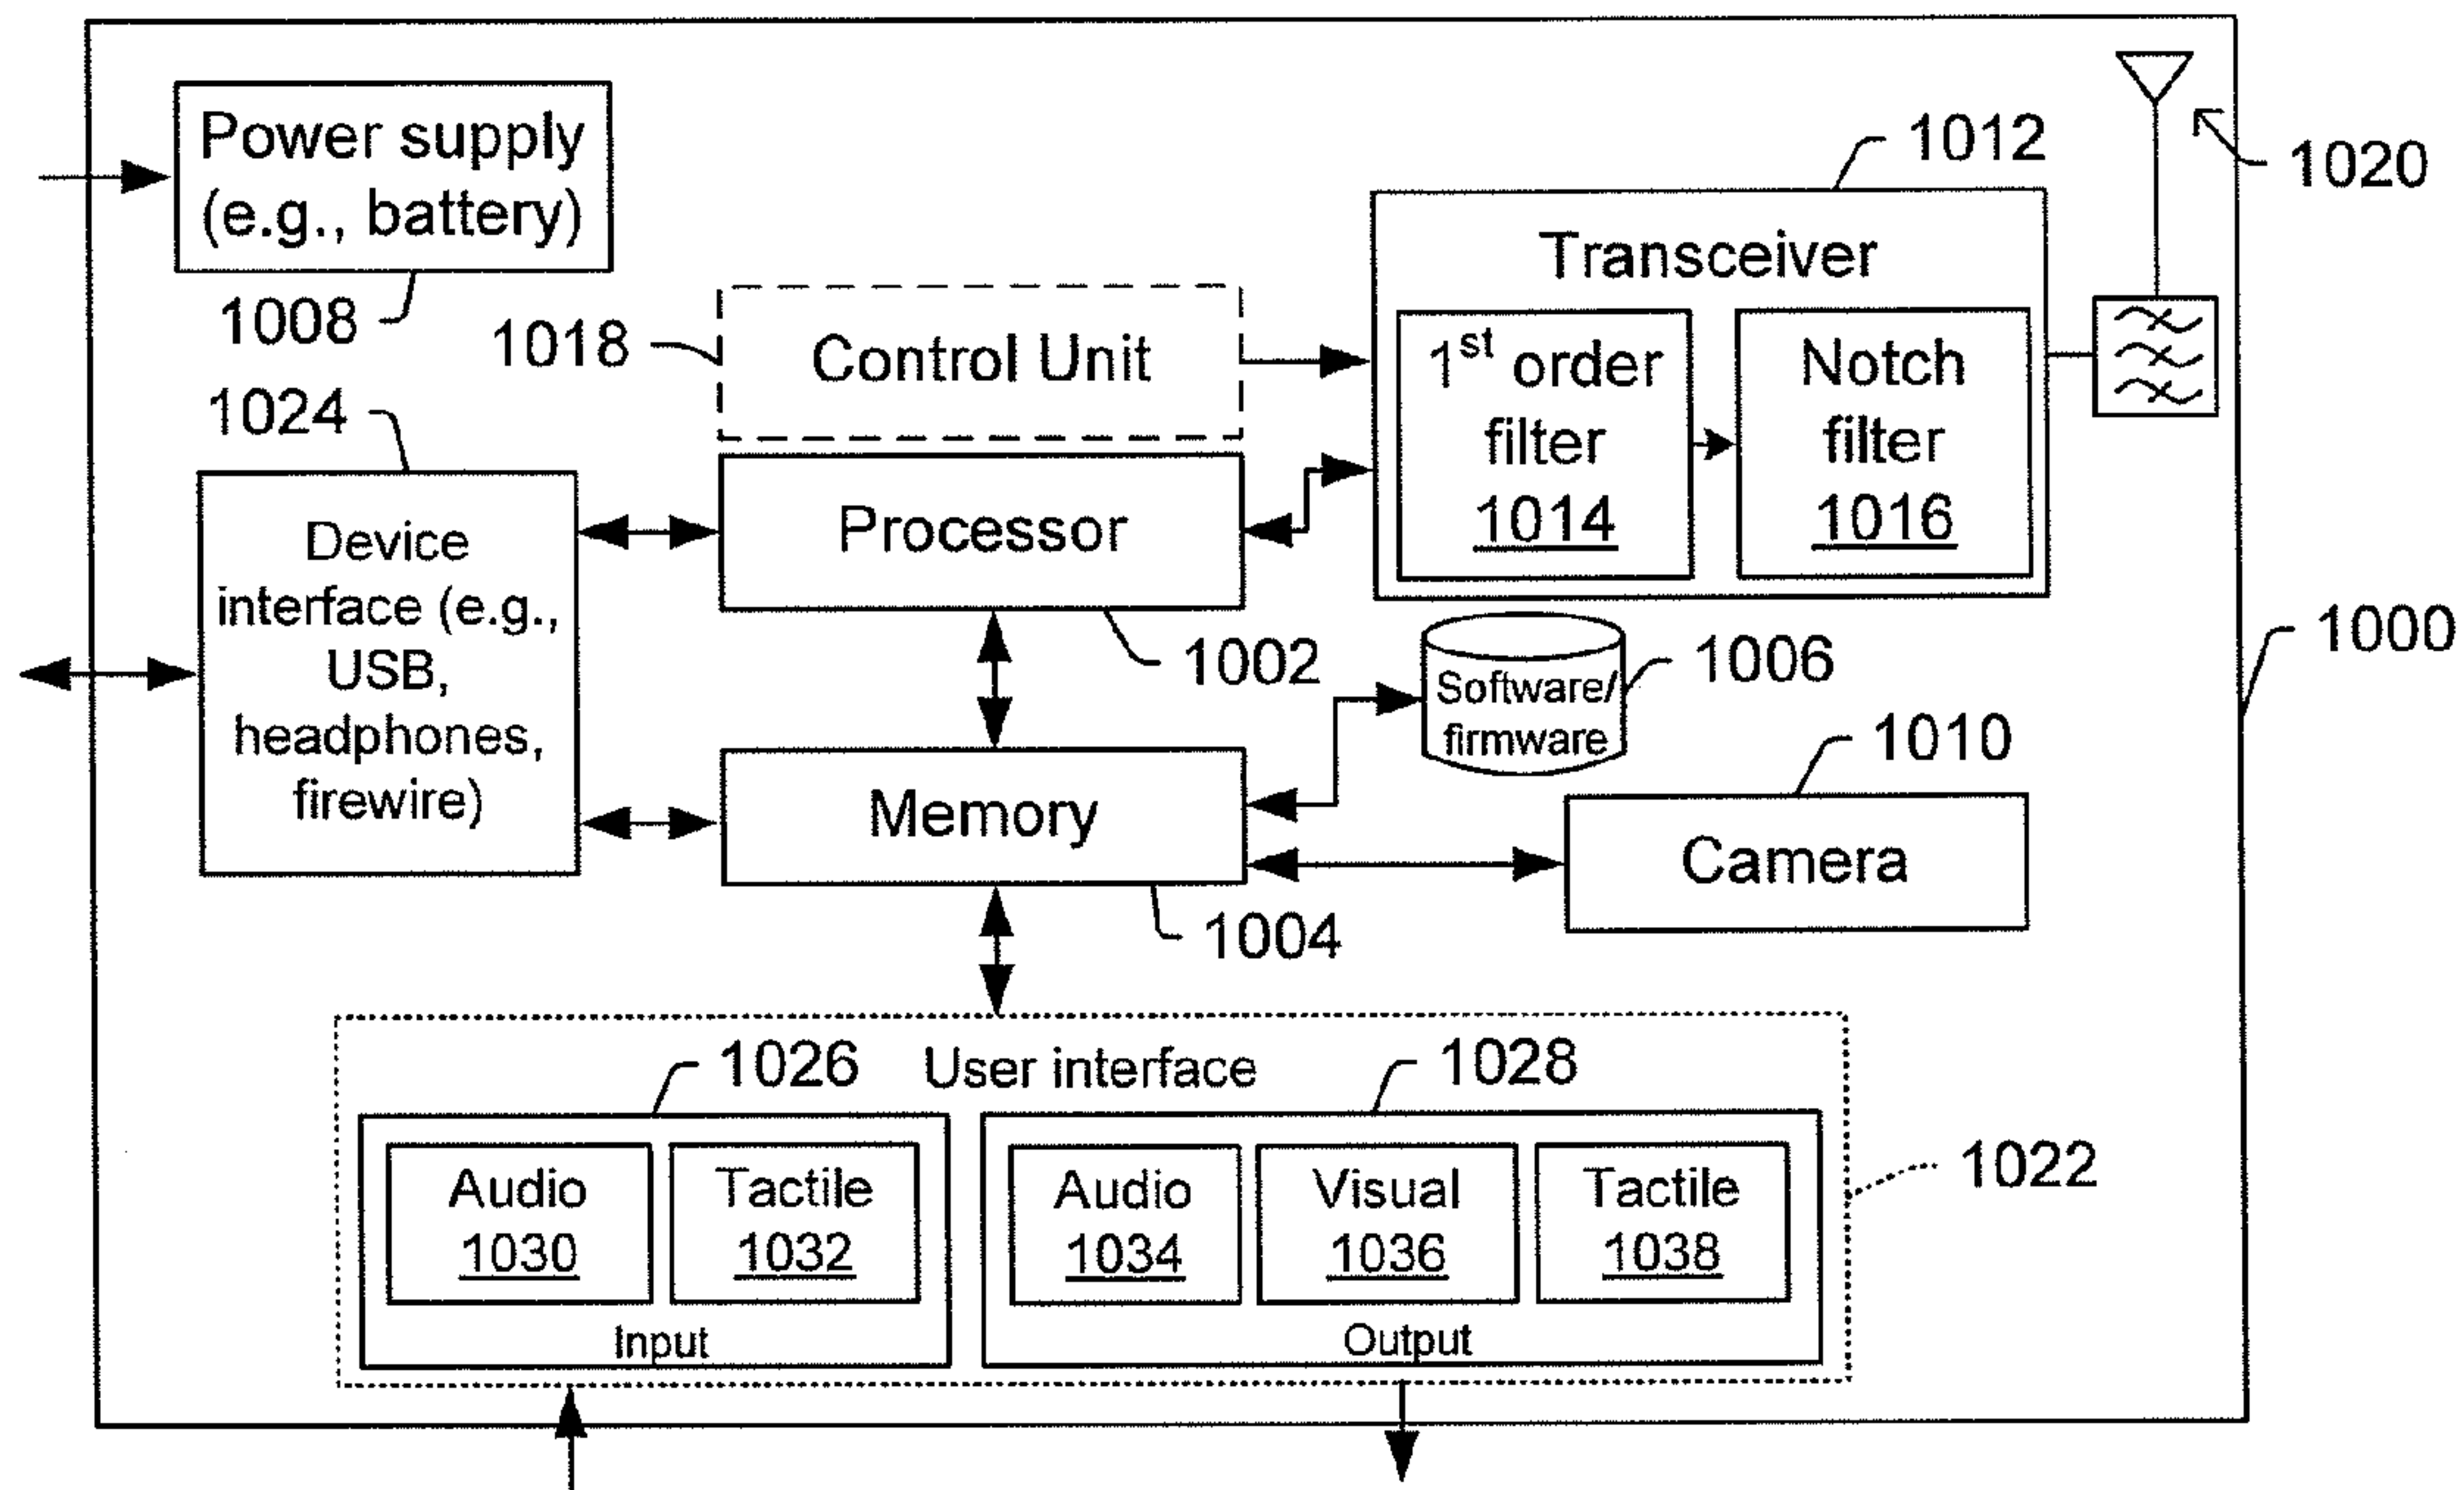 Power supply
(e.g., battery)
1008
1012
1020
Transceiver
1018
Control Unit
1st order
filter
1014
Notch
filter
1016
1024
Device
interface (e.g.,
USB,
headphones,
firewire)
Processor
1002
1000
Software/
firmware
1006
1010
Memory
1004
Camera
1026
User interface
1028
1022
Audio
1030
Tactile
1032
Input
Audio
1034
Visual
1036
Tactile
1038
Output